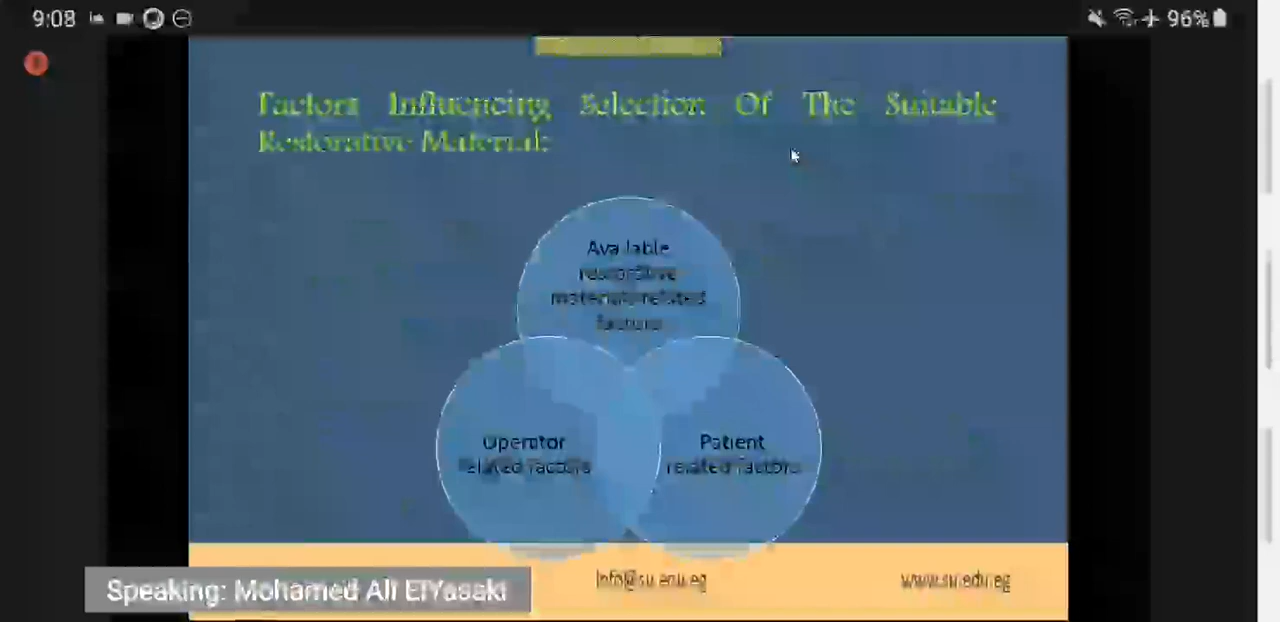 9:08
96%
Factors Influencing Selection Of The Suitable
Restorative Material:
Available
restorative
materials related
factors
Operator
related factors
Patient
related factors
Info@su.edu.eg
www.su.edu.eg
Speaking: Mohamed Ali ElYasaki